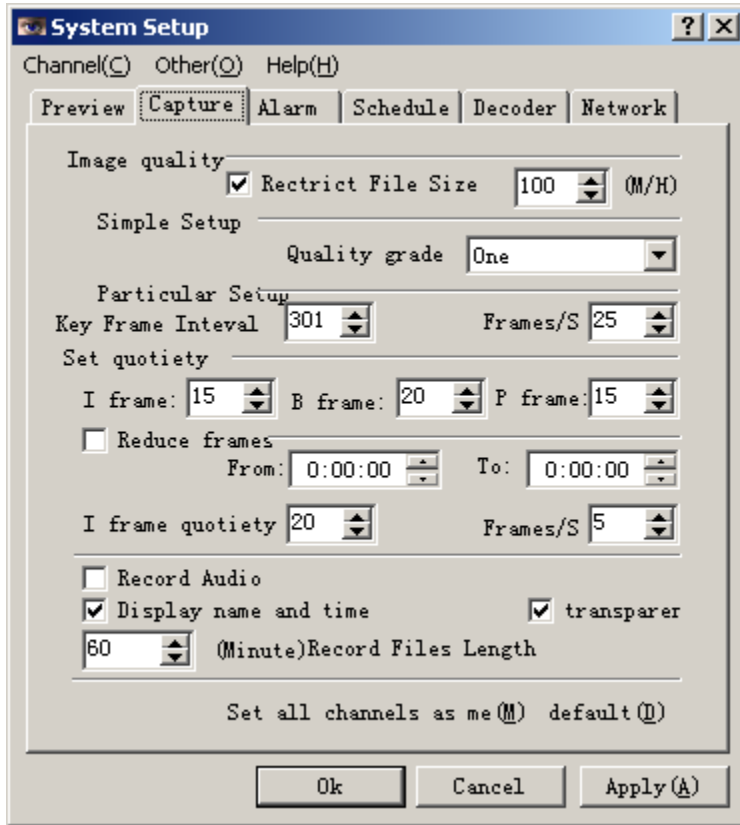 System Setup
Channel(C) Other(O) Help(H)
Preview Capture Alarm Schedule Decoder Network
Image quality
Rectrict File Size 100 (M/H)
Simple Setup
Quality grade One
Particular Setup
Key Frame Inteval 301 Frames/S 25
Set quotiety
I frame: 15 B frame: 20 P frame: 15
Reduce frames
From: 0:00:00 To: 0:00:00
I frame quotiety 20 Frames/S 5
Record Audio
Display name and time transparer
60 (Minute)Record Files Length
Set all channels as me(M) default(D)
Ok Cancel Apply(A)